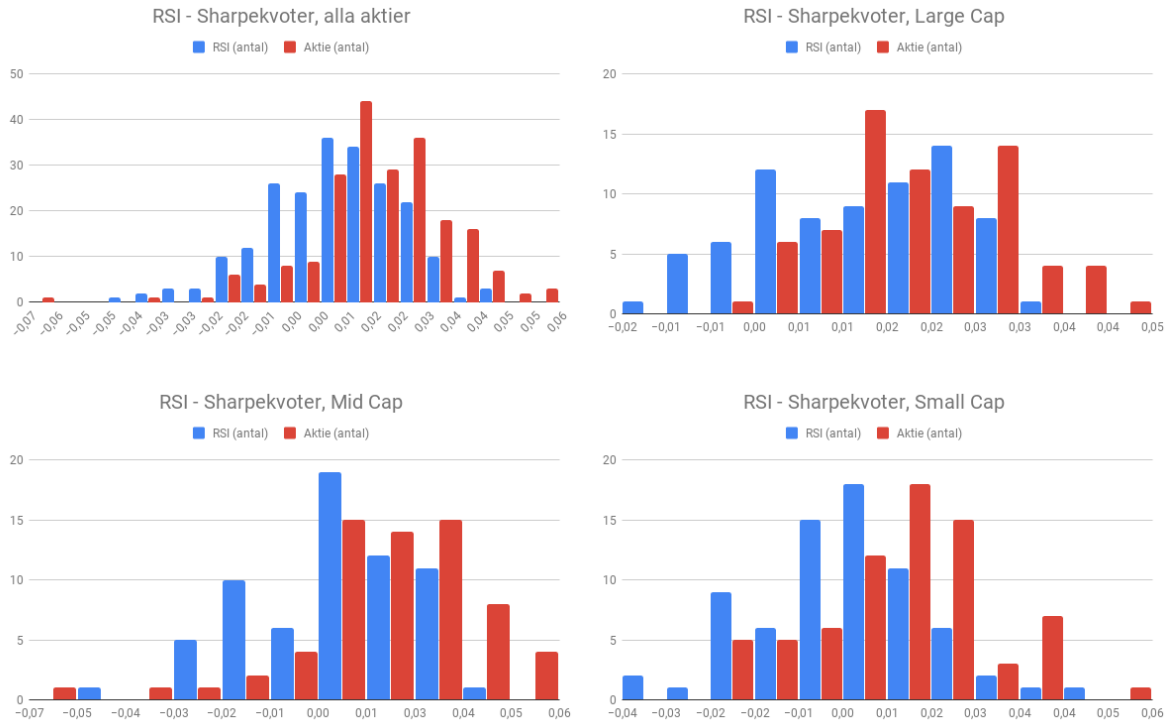 RSI - Sharpekvoter, alla aktier
RSI (antal) Aktie (antal)
50
40
30
20
10
0
−0,07 −0,06 −0,05 −0,05 −0,04 −0,03 −0,03 −0,02 −0,02 −0,01 0,00 0,00 0,01 0,02 0,02 0,03 0,04 0,04 0,05 0,05 0,06
RSI - Sharpekvoter, Large Cap
RSI (antal) Aktie (antal)
20
15
10
5
0
−0,02 −0,01 −0,01 0,00 0,01 0,01 0,02 0,02 0,03 0,03 0,04 0,04 0,05
RSI - Sharpekvoter, Mid Cap
RSI (antal) Aktie (antal)
20
15
10
5
0
−0,07 −0,05 −0,04 −0,03 −0,02 0,00 0,01 0,02 0,04 0,05 0,06
RSI - Sharpekvoter, Small Cap
RSI (antal) Aktie (antal)
20
15
10
5
0
−0,04 −0,03 −0,02 −0,02 −0,01 0,00 0,01 0,02 0,03 0,04 0,04 0,05 0,06